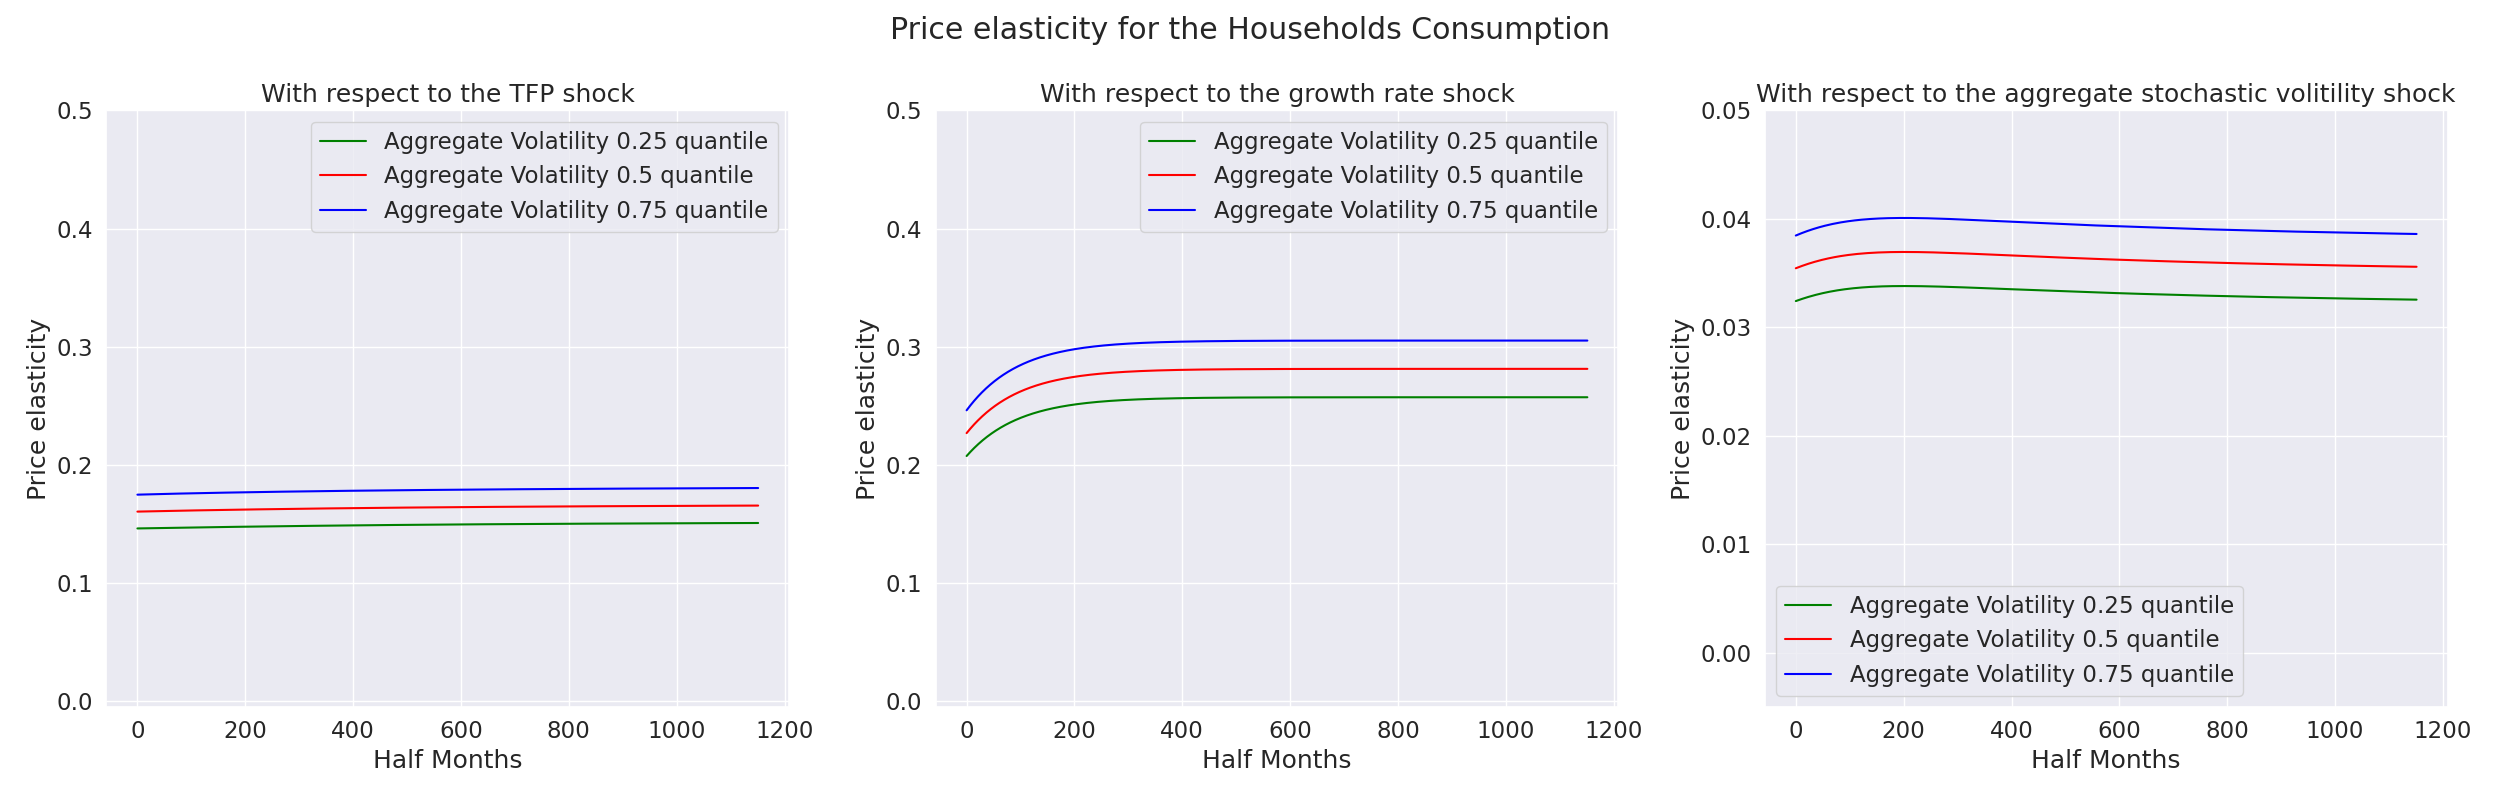 Price elasticity for the Households Consumption
With respect to the TFP shock
0.5
0.4
0.3
0.2
0.1
0.0
Price elasticity
Aggregate Volatility 0.25 quantile
Aggregate Volatility 0.5 quantile
Aggregate Volatility 0.75 quantile
0 200 400 600 800 1000 1200
Half Months
With respect to the growth rate shock
0.5
0.4
0.3
0.2
0.1
0.0
Price elasticity
Aggregate Volatility 0.25 quantile
Aggregate Volatility 0.5 quantile
Aggregate Volatility 0.75 quantile
0 200 400 600 800 1000 1200
Half Months
With respect to the aggregate stochastic volitility shock
0.05
0.04
0.03
0.02
0.01
0.00
Price elasticity
Aggregate Volatility 0.25 quantile
Aggregate Volatility 0.5 quantile
Aggregate Volatility 0.75 quantile
0 200 400 600 800 1000 1200
Half Months